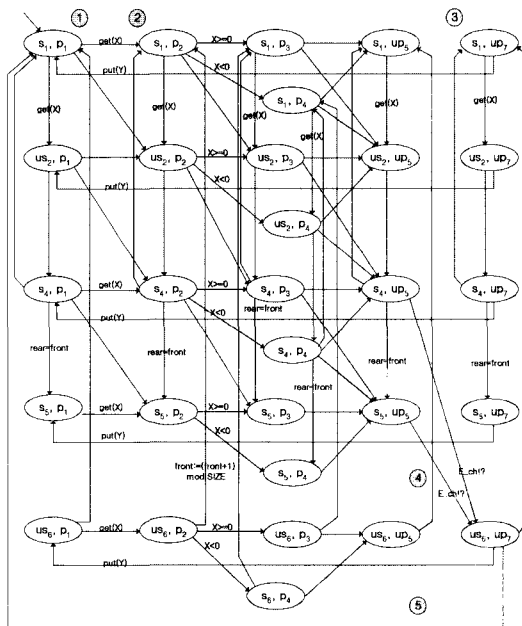 1 2 3
s1, p1 get(X) s1, p2 X>=0 s1, p3 s1, up5 s1, up7
put(Y) X<0
s1, p4
get(X) get(X) get(X) get(X) get(X) get(X)
us2, p1 us2, p2 X>=0 us2, p3 us2, up5 us2, up7
put(Y) X<0
us2, p4
s4, p1 get(X) s4, p2 X>=0 s4, p3 s4, up5 s4, up7
put(Y) X<0 rear=front
s4, p4
rear=front rear=front rear=front rear=front rear=front
s5, p1 get(X) s5, p2 X>=0 s5, p3 s5, up5 s5, up7
put(Y) X<0
front:=(front+1) mod SIZE
s5, p4
4
E_ch!?
E_ch!?
us6, p1 get(X) us6, p2 X>=0 us6, p3 us6, up5 us6, up7
put(Y) X<0
s6, p4
5